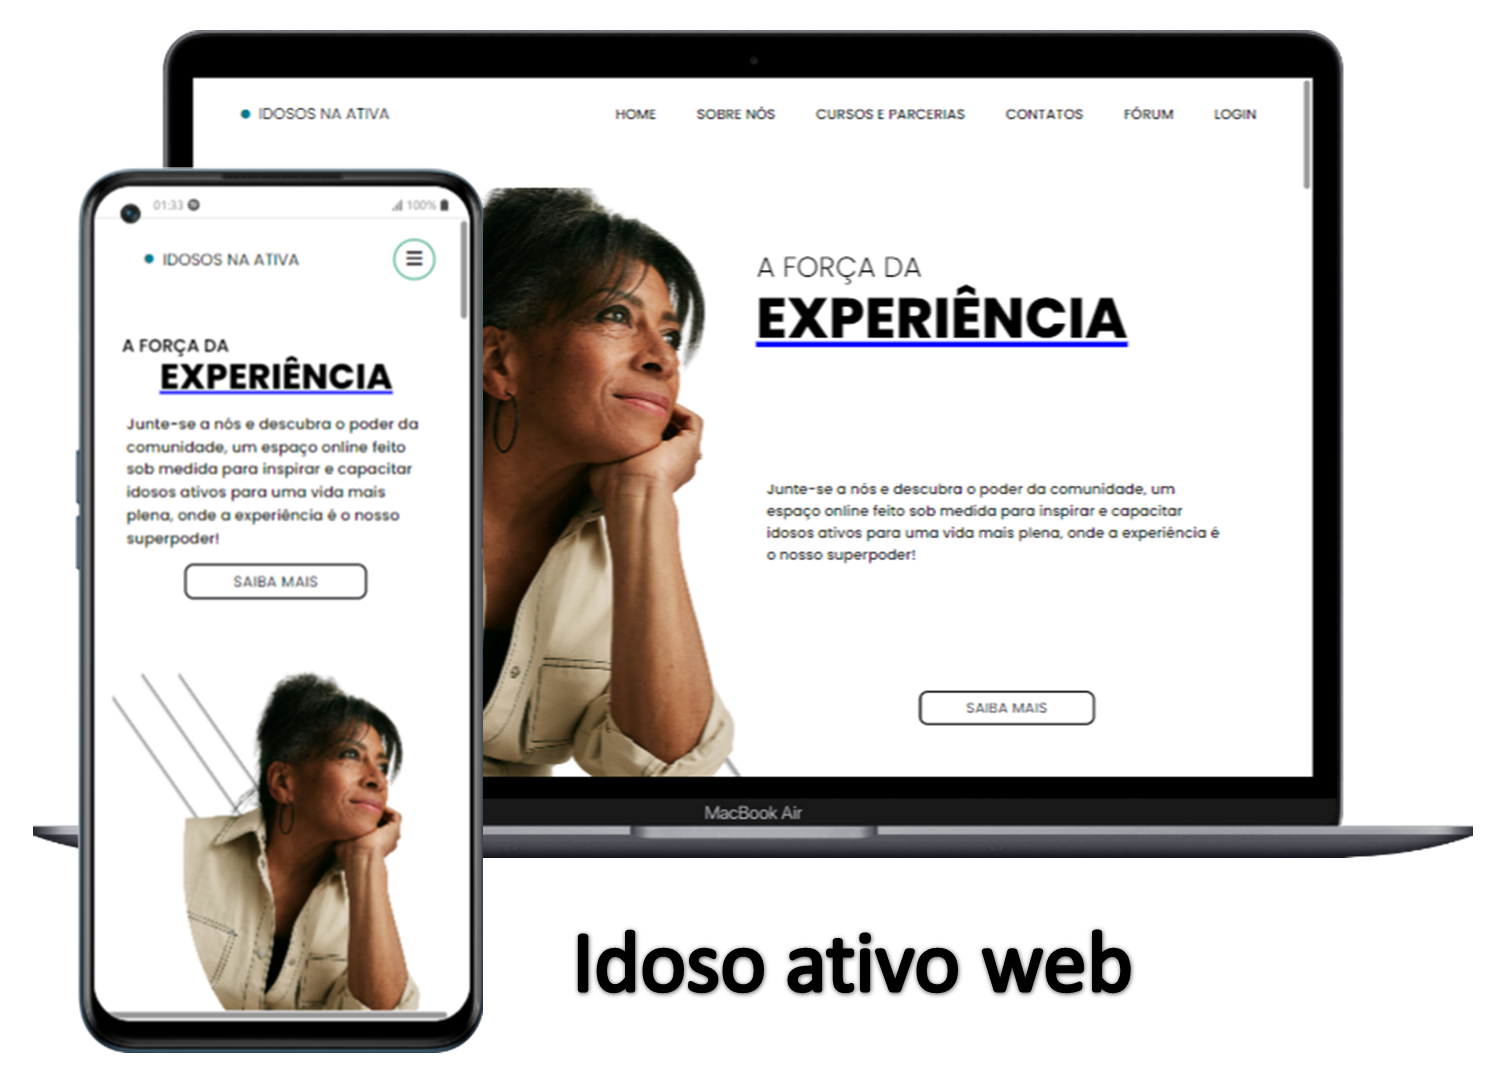 IDOSOS NA ATIVA
HOME SOBRE NÓS CURSOS E PARCERIAS CONTATOS FÓRUM LOGIN
A FORÇA DA
EXPERIÊNCIA
Junte-se a nós e descubra o poder da comunidade, um
espaço online feito sob medida para inspirar e capacitar
idosos ativos para uma vida mais plena, onde a experiência é
o nosso superpoder!
SAIBA MAIS
MacBook Air
01:33 100%
IDOSOS NA ATIVA
A FORÇA DA
EXPERIÊNCIA
Junte-se a nós e descubra o poder da
comunidade, um espaço online feito
sob medida para inspirar e capacitar
idosos ativos para uma vida mais
plena, onde a experiência é o nosso
superpoder!
SAIBA MAIS
Idoso ativo web